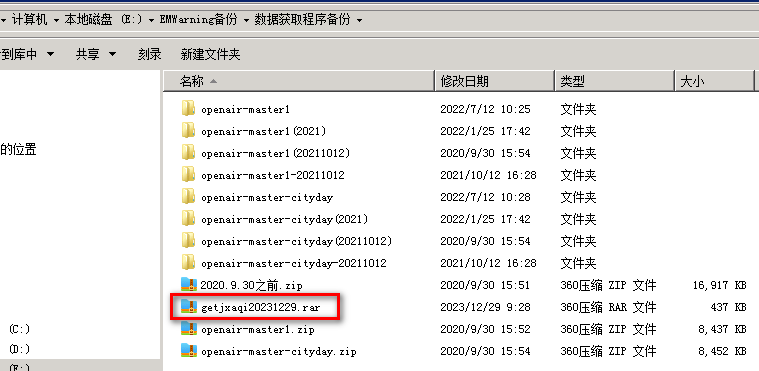 计算机 本地磁盘 (E:) EMWarning备份 数据获取程序备份
到库中 共享 刻录 新建文件夹
名称 修改日期 类型 大小
openair-master1 2022/7/12 10:25 文件夹
openair-master1(2021) 2022/1/25 17:42 文件夹
的位置
openair-master1(20211012) 2020/9/30 15:54 文件夹
openair-master1-20211012 2021/10/12 16:28 文件夹
openair-master-cityday 2022/7/12 10:28 文件夹
openair-master-cityday(2021) 2022/1/25 17:42 文件夹
openair-master-cityday(20211012) 2020/9/30 15:54 文件夹
openair-master-cityday-20211012 2021/10/12 16:28 文件夹
2020.9.30之前.zip 2020/9/30 15:51 360压缩 ZIP 文件 16,917 KB
getjxaqi20231229.rar 2023/12/29 9:28 360压缩 RAR 文件 437 KB
(C:) openair-master1.zip 2020/9/30 15:52 360压缩 ZIP 文件 8,437 KB
(D:) openair-master-cityday.zip 2020/9/30 15:54 360压缩 ZIP 文件 8,452 KB
(E:)